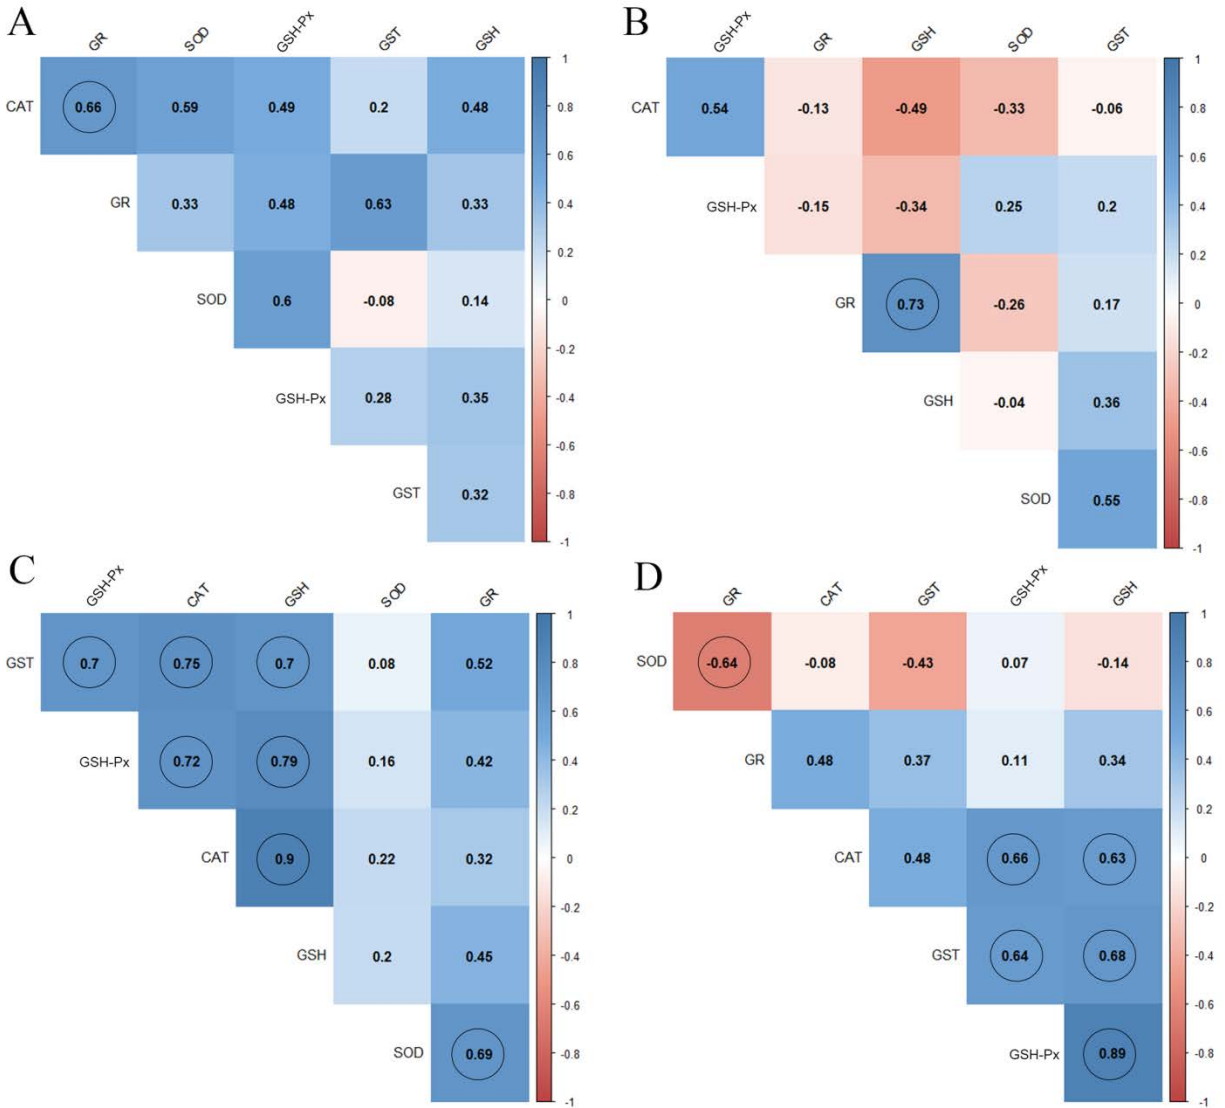 A
GR SOD GSH-Px GST GSH
CAT 0.66 0.59 0.49 0.2 0.48
GR 0.33 0.48 0.63 0.33
SOD 0.6 -0.08 0.14
GSH-Px 0.28 0.35
GST 0.32
1
0.8
0.6
0.4
0.2
0
-0.2
-0.4
-0.6
-0.8
-1
B
GSH-Px GR GSH SOD GST
CAT 0.54 -0.13 -0.49 -0.33 -0.06
GSH-Px -0.15 -0.34 0.25 0.2
GR 0.73 -0.26 0.17
GSH -0.04 0.36
SOD 0.55
1
0.8
0.6
0.4
0.2
0
-0.2
-0.4
-0.6
-0.8
-1
C
GSH-Px CAT GSH SOD GR
GST 0.7 0.75 0.7 0.08 0.52
GSH-Px 0.72 0.79 0.16 0.42
CAT 0.9 0.22 0.32
GSH 0.2 0.45
SOD 0.69
1
0.8
0.6
0.4
0.2
0
-0.2
-0.4
-0.6
-0.8
-1
D
GR CAT GST GSH-Px GSH
SOD -0.64 -0.08 -0.43 0.07 -0.14
GR 0.48 0.37 0.11 0.34
CAT 0.48 0.66 0.63
GST 0.64 0.68
GSH-Px 0.89
1
0.8
0.6
0.4
0.2
0
-0.2
-0.4
-0.6
-0.8
-1